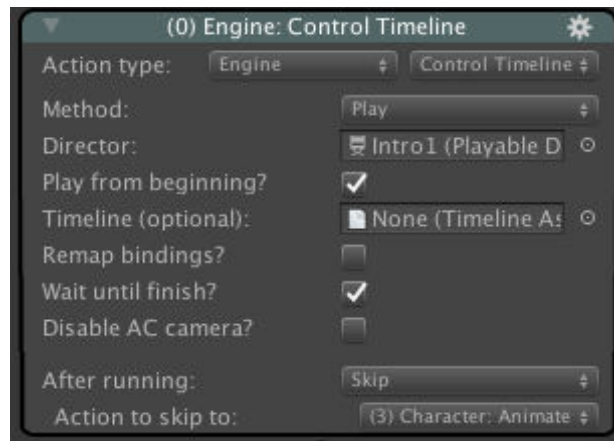 (0) Engine: Control Timeline
Action type: Engine Control Timeline
Method: Play
Director: Intro1 (Playable D
Play from beginning?
Timeline (optional): None (Timeline As
Remap bindings?
Wait until finish?
Disable AC camera?
After running: Skip
Action to skip to: (3) Character: Animate